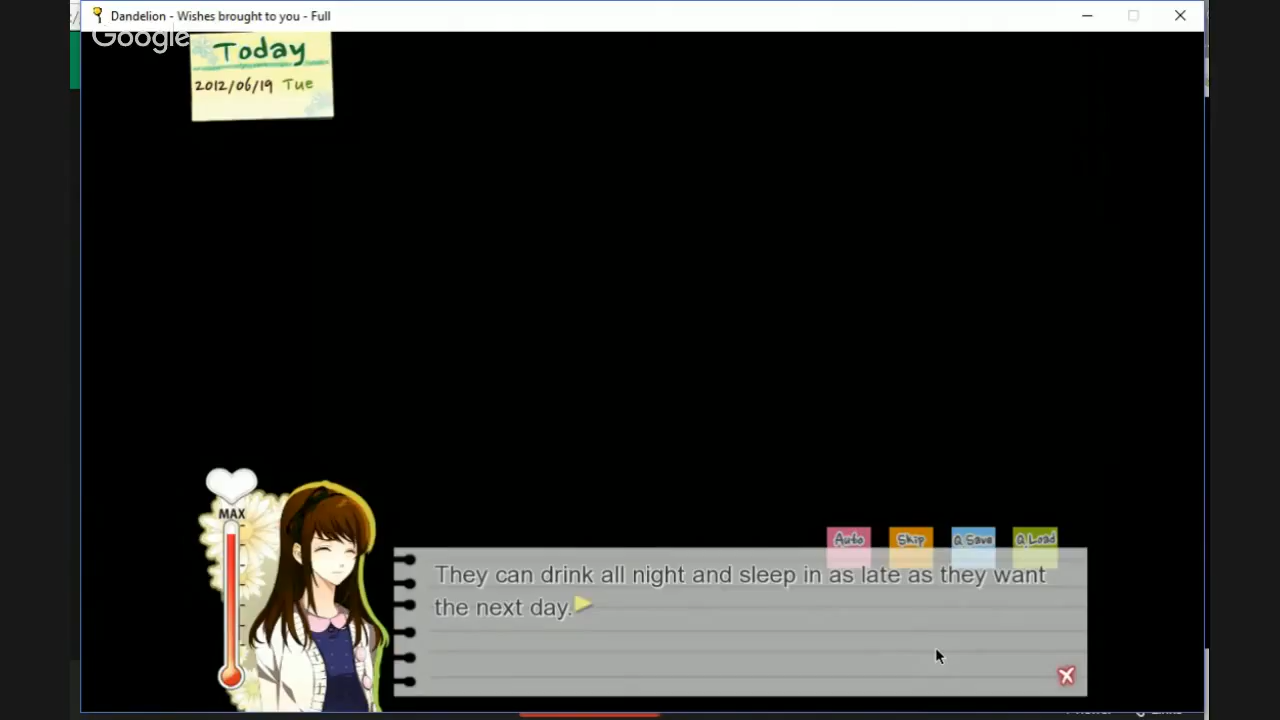 Dandelion - Wishes brought to you - Full
Google
Today
2012/06/19 Tue
MAX
Auto
Skip
Q.Save
Q.Load
They can drink all night and sleep in as late as they want
the next day.